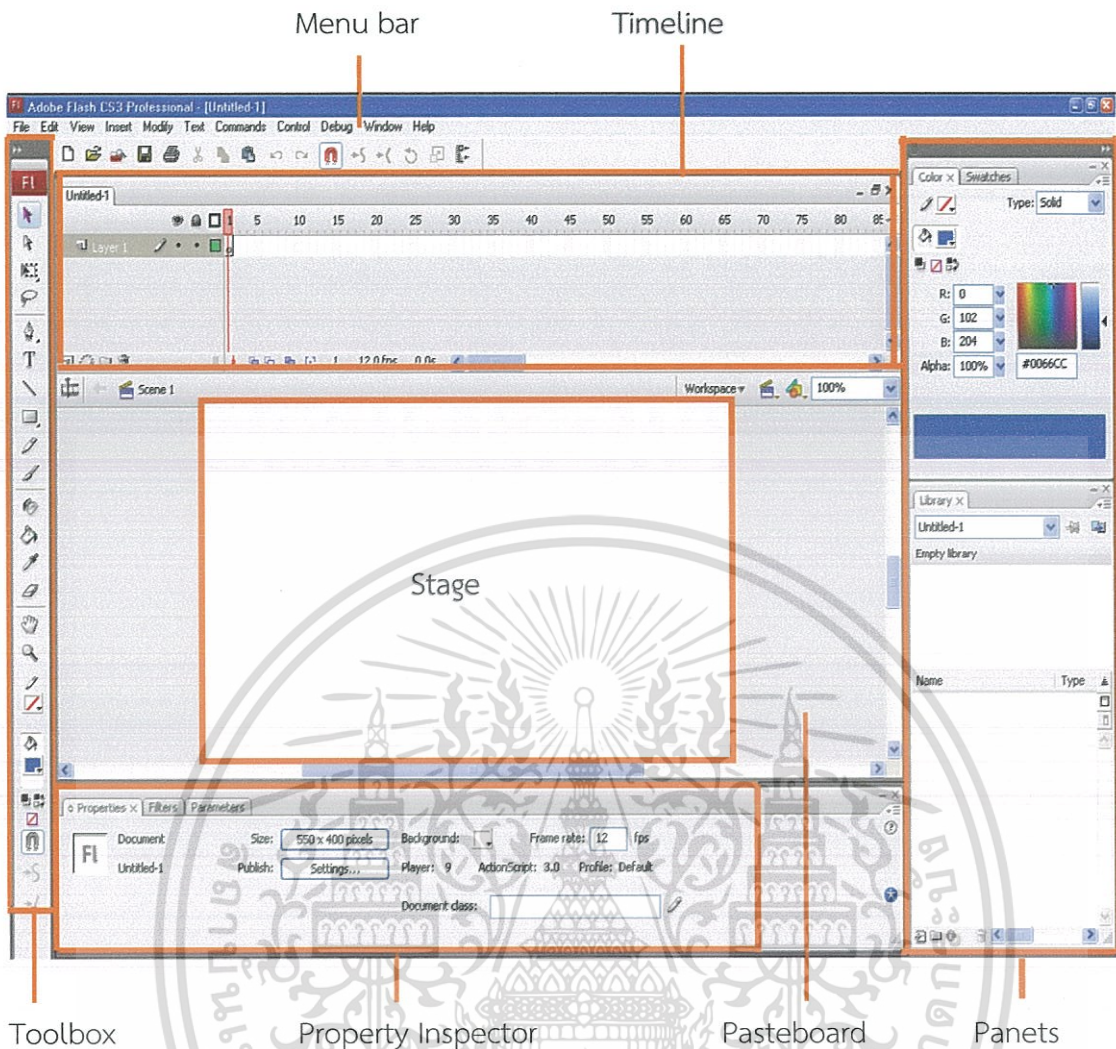 Menu bar Timeline
Adobe Flash CS3 Professional - [Untitled-1]
File Edit View Insert Modify Text Commands Control Debug Window Help
Fl
Untitled-1
1 5 10 15 20 25 30 35 40 45 50 55 60 65 70 75 80 85
Layer 1
1 12.0 fps 0.0s
Scene 1 Workspace 100%
Stage
Color x Swatches
Type: Solid
R: 0
G: 102
B: 204
Alpha: 100% #0066CC
Library x
Untitled-1
Empty library
Name Type
Properties x Filters Parameters
Fl Document Size: 550 x 400 pixels Background: Frame rate: 12 fps
Untitled-1 Publish: Settings... Player: 9 ActionScript: 3.0 Profile: Default
Document class:
Toolbox Property Inspector Pasteboard Panets